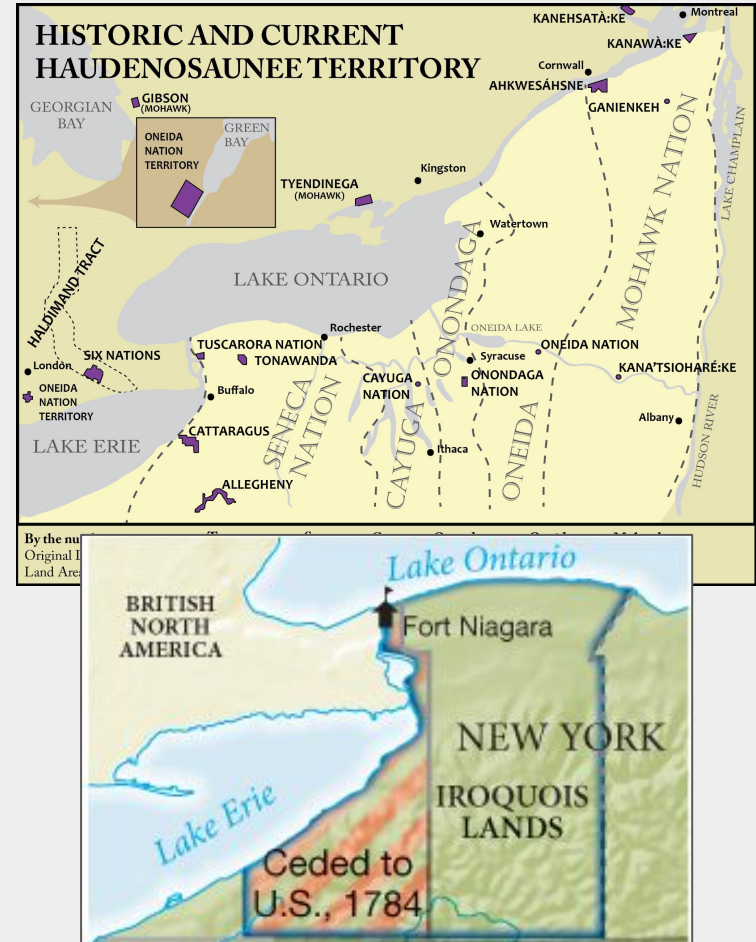 HISTORIC AND CURRENT
HAUDENOSAUNEE TERRITORY
KANEHSATÀ:KE
Montreal
KANAWÀ:KE
Cornwall
AHKWESÁHSNE
GANIENKEH
GEORGIAN
BAY
GIBSON
(MOHAWK)
ONEIDA
NATION
TERRITORY
GREEN
BAY
TYENDINEGA
(MOHAWK)
Kingston
Watertown
MOHAWK NATION
LAKE CHAMPLAIN
HALDIMAND TRACT
LAKE ONTARIO
ONONDAGA
ONEIDA LAKE
Rochester
TUSCARORA NATION
TONAWANDA
SIX NATIONS
London
ONEIDA
NATION
TERRITORY
Buffalo
CAYUGA
NATION
Syracuse
ONONDAGA
NATION
ONEIDA NATION
KANA'TSIOHARÉ:KE
Albany
HUDSON RIVER
LAKE ERIE
CATTARAGUS
SENECA
NATION
CAYUGA
Ithaca
ONEIDA
ALLEGHENY
By the
Original
Land
Lake Ontario
BRITISH
NORTH
AMERICA
Fort Niagara
NEW YORK
IROQUOIS
LANDS
Lake Erie
Ceded to
U.S., 1784